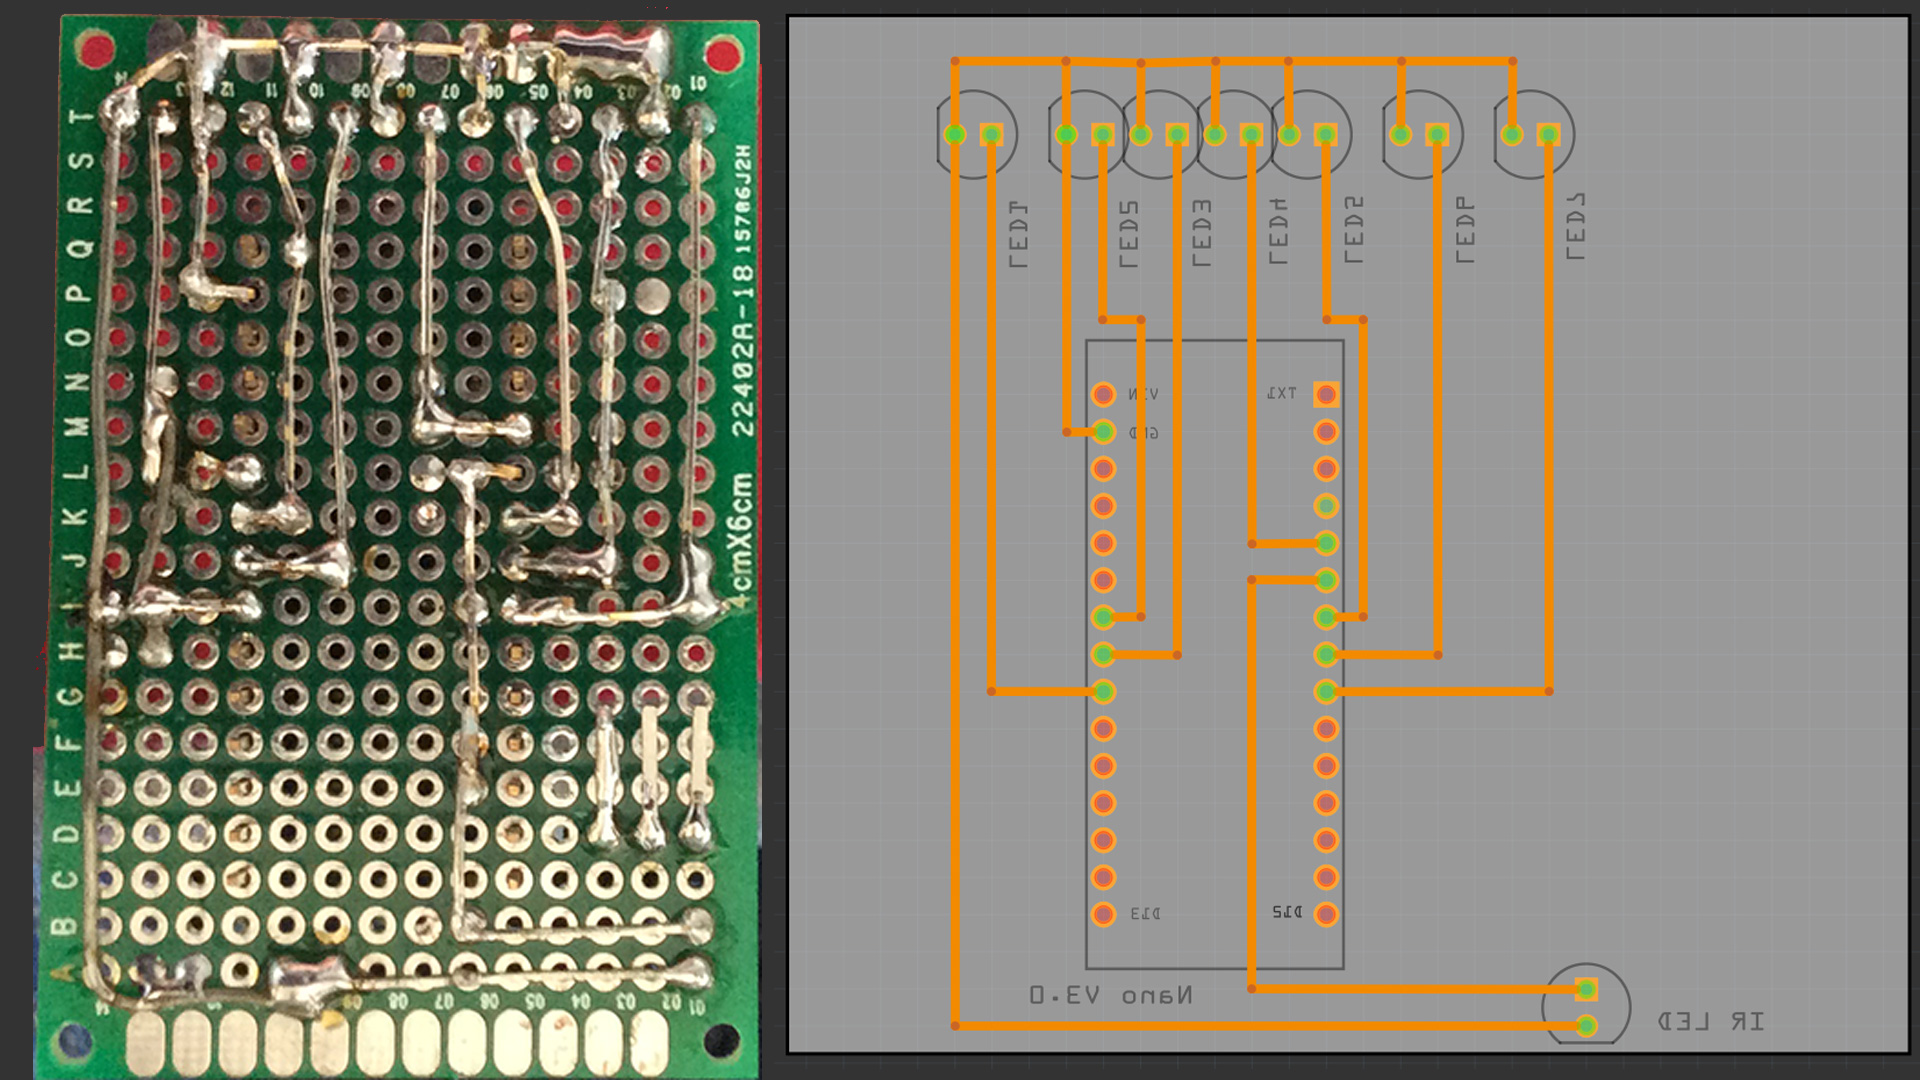 14 13 12 11 10 09 08 07 06 05 04 03 02 01
T
S
R
Q
P
O
N
M
L
K
J
I
H
G
F
E
D
C
B
A
4cmX6cm 22402A-18 15706J2H
14 10 09 08 07 06 05 04 03 02 01
LED1
LED2
LED3
LED4
LED5
LED6
LED7
VIN
TX1
GND
D13
D12
Nano V3.0
IR LED